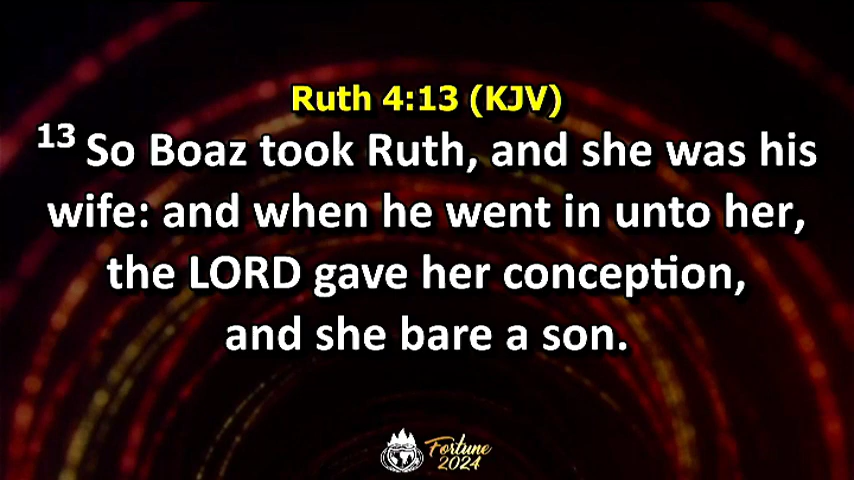 Ruth 4:13 (KJV)
13 So Boaz took Ruth, and she was his
wife: and when he went in unto her,
the LORD gave her conception,
and she bare a son.
Fortune
2024